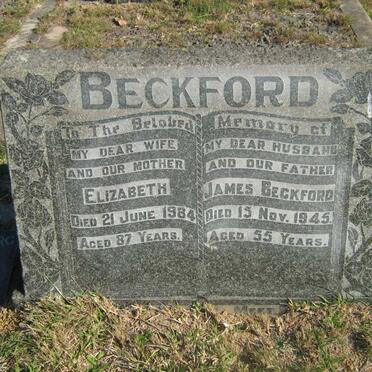 BECKFORD
In The Beloved Memory of
MY DEAR WIFE
AND OUR MOTHER
ELIZABETH
DIED 21 JUNE 1984
AGED 87 YEARS.
MY DEAR HUSBAND
AND OUR FATHER
JAMES BECKFORD
DIED 13 NOV. 1945
AGED 55 YEARS.